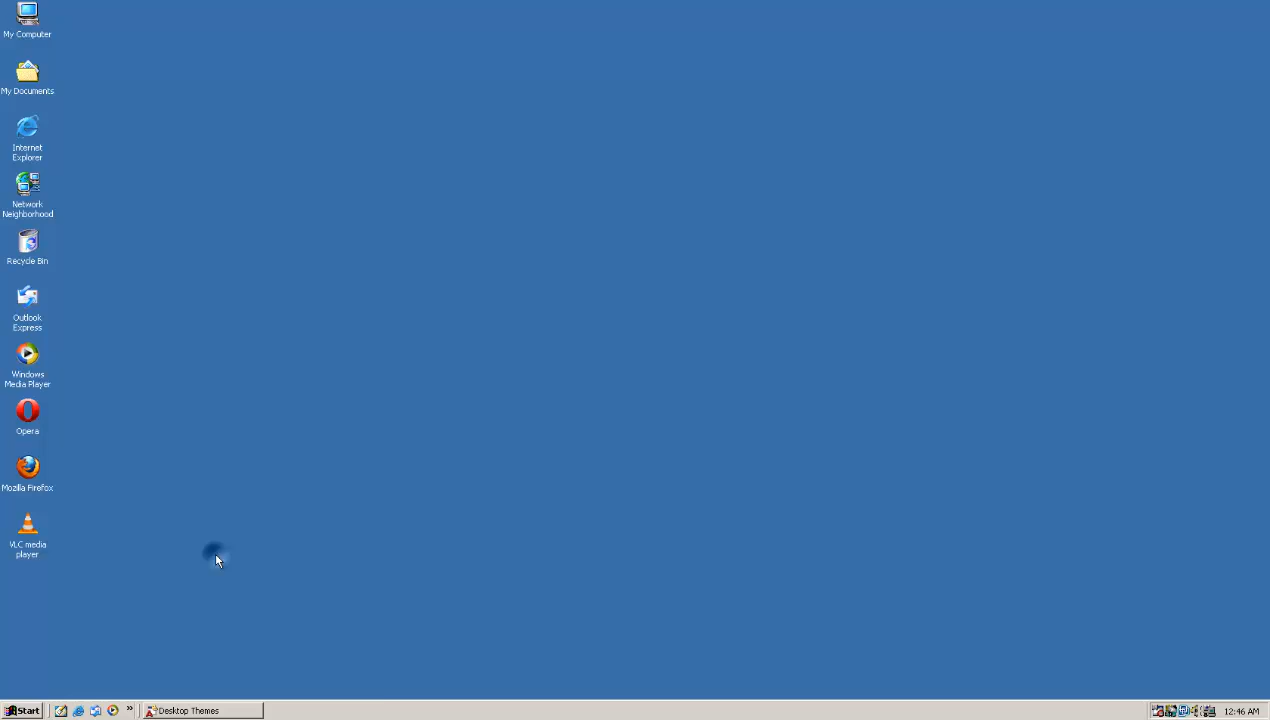 My Computer
My Documents
Internet
Explorer
Network
Neighborhood
Recycle Bin
Outlook
Express
Windows
Media Player
Opera
Mozilla Firefox
VLC media
player
Start
»
Desktop Themes
12:46 AM